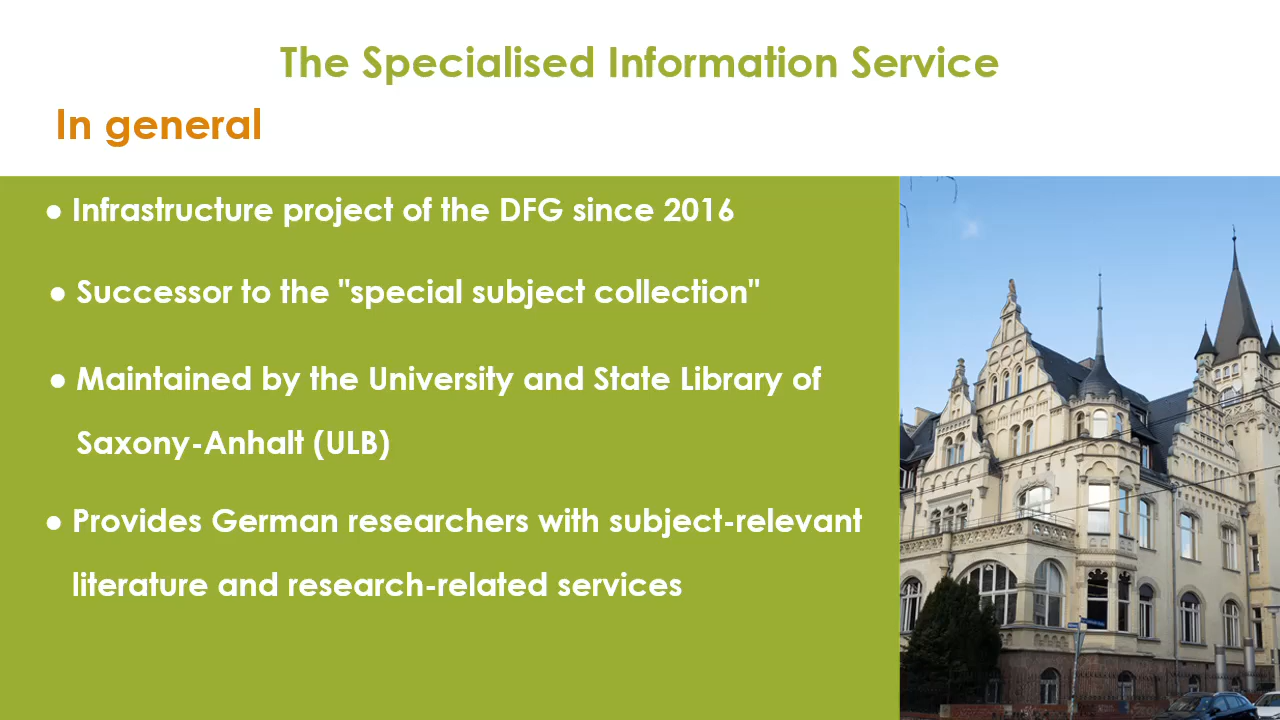 The Specialised Information Service
In general
● Infrastructure project of the DFG since 2016
● Successor to the "special subject collection"
● Maintained by the University and State Library of
Saxony-Anhalt (ULB)
● Provides German researchers with subject-relevant
literature and research-related services